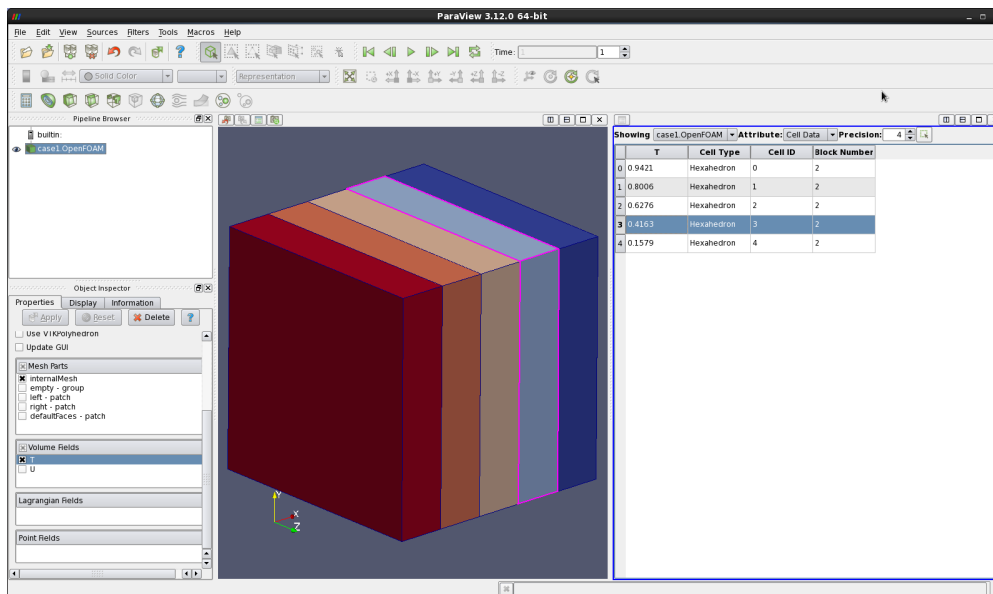 ParaView 3.12.0 64-bit
File Edit View Sources Filters Tools Macros Help
Time: 1 1
Solid Color Representation
Pipeline Browser
builtin:
case1.OpenFOAM
Object Inspector
Properties Display Information
Apply Reset Delete ?
Use VTKPolyhedron
Update GUI
Mesh Parts
internalMesh
empty - group
left - patch
right - patch
defaultFaces - patch
Volume Fields
T
U
Lagrangian Fields
Point Fields
Y
X
Z
Showing case1.OpenFOAM Attribute: Cell Data Precision: 4
T Cell Type Cell ID Block Number
0 0.9421 Hexahedron 0 2
1 0.8006 Hexahedron 1 2
2 0.6276 Hexahedron 2 2
3 0.4163 Hexahedron 3 2
4 0.1579 Hexahedron 4 2